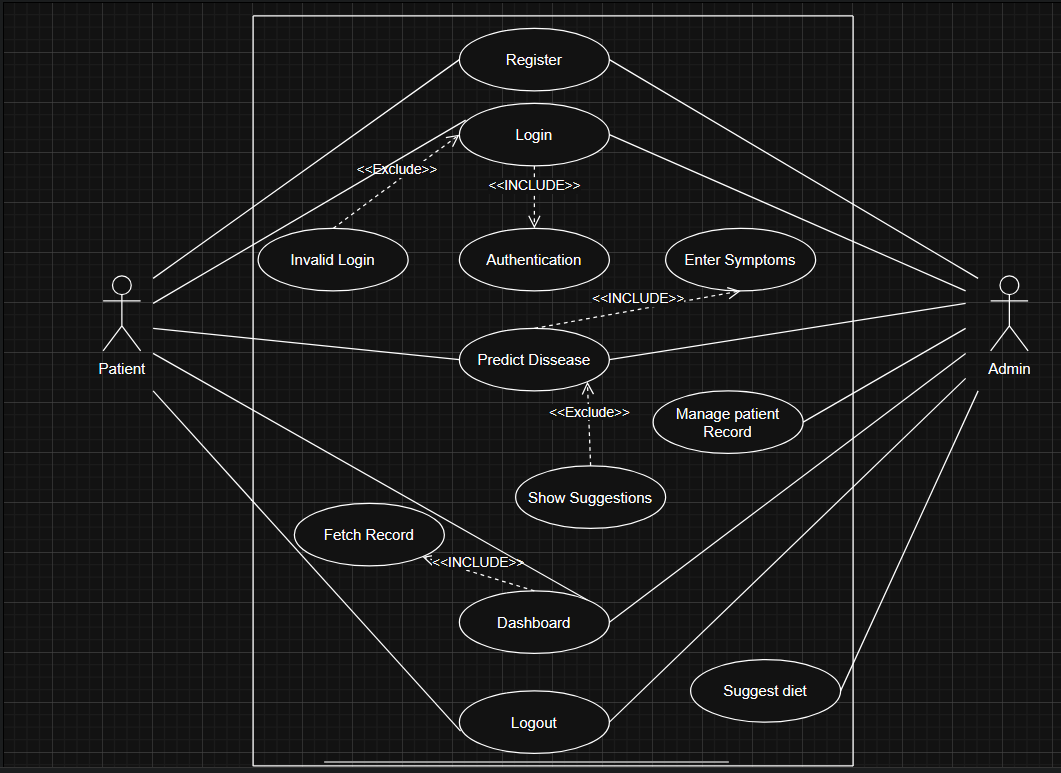 Register
Login
<<Exclude>>
<<INCLUDE>>
Invalid Login
Authentication
Enter Symptoms
<<INCLUDE>>
Predict Dissease
Patient
Admin
<<Exclude>>
Manage patient
Record
Show Suggestions
Fetch Record
<<INCLUDE>>
Dashboard
Suggest diet
Logout